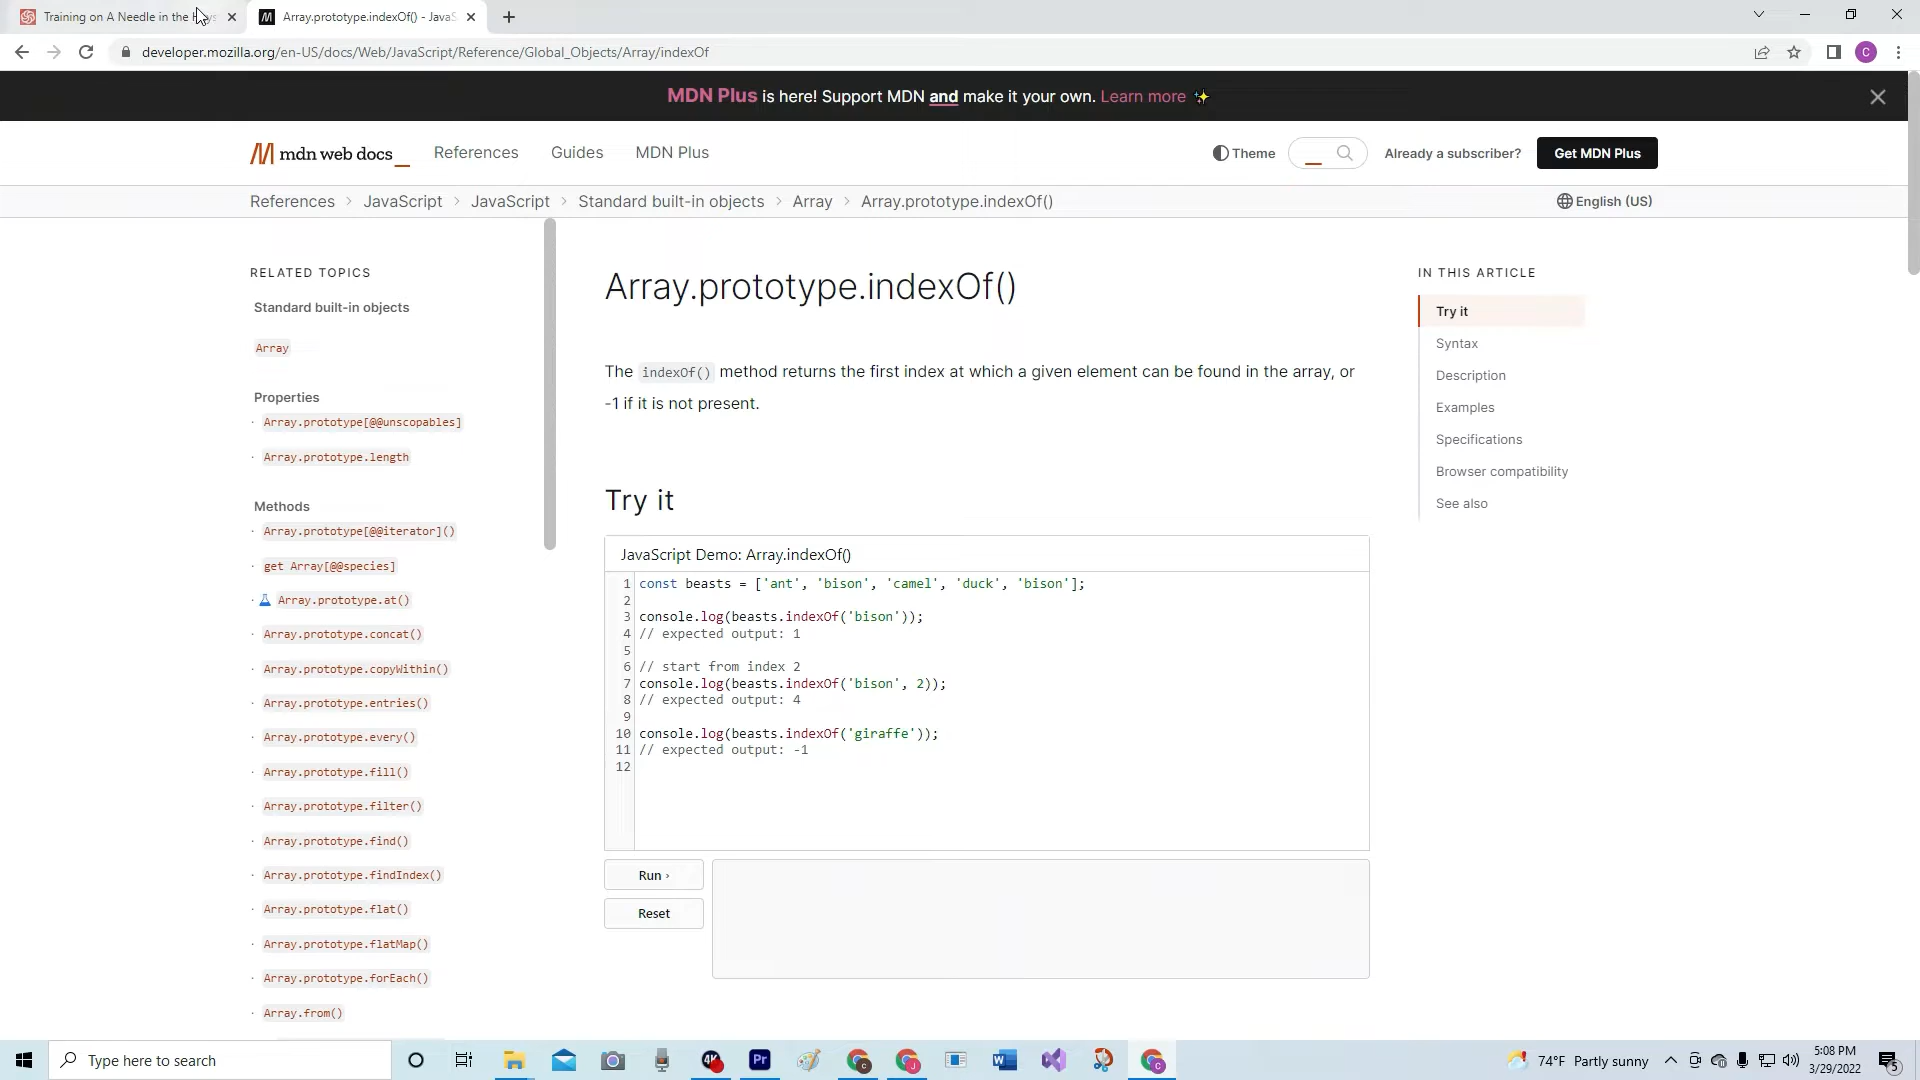 Training on A Needle in the Hays
Array.prototype.indexOf() - JavaS
developer.mozilla.org/en-US/docs/Web/JavaScript/Reference/Global_Objects/Array/indexOf
C
MDN Plus is here! Support MDN and make it your own. Learn more ✨
mdn web docs_
References
Guides
MDN Plus
Theme
Already a subscriber?
Get MDN Plus
References > JavaScript > JavaScript > Standard built-in objects > Array > Array.prototype.indexOf()
English (US)
RELATED TOPICS
Standard built-in objects
Array
Properties
Array.prototype[@@unscopables]
Array.prototype.length
Methods
Array.prototype[@@iterator]()
get Array[@@species]
Array.prototype.at()
Array.prototype.concat()
Array.prototype.copyWithin()
Array.prototype.entries()
Array.prototype.every()
Array.prototype.fill()
Array.prototype.filter()
Array.prototype.find()
Array.prototype.findIndex()
Array.prototype.flat()
Array.prototype.flatMap()
Array.prototype.forEach()
Array.from()
Array.prototype.indexOf()
The indexOf() method returns the first index at which a given element can be found in the array, or
-1 if it is not present.
Try it
JavaScript Demo: Array.indexOf()
1 const beasts = ['ant', 'bison', 'camel', 'duck', 'bison'];
2
3 console.log(beasts.indexOf('bison'));
4 // expected output: 1
5
6 // start from index 2
7 console.log(beasts.indexOf('bison', 2));
8 // expected output: 4
9
10 console.log(beasts.indexOf('giraffe'));
11 // expected output: -1
12
Run ›
Reset
IN THIS ARTICLE
Try it
Syntax
Description
Examples
Specifications
Browser compatibility
See also
Type here to search
4K
Pr
74°F Partly sunny
5:08 PM
3/29/2022
5